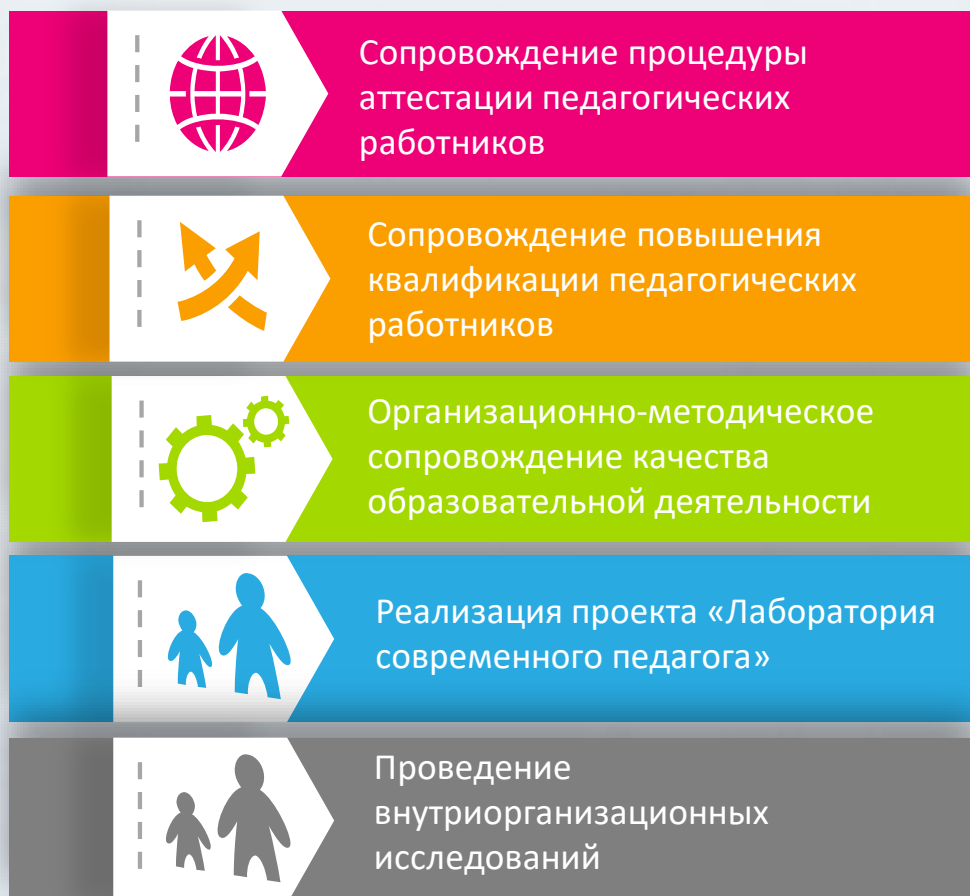 Сопровождение процедуры
аттестации педагогических
работников
Сопровождение повышения
квалификации педагогических
работников
Организационно-методическое
сопровождение качества
образовательной деятельности
Реализация проекта «Лаборатория
современного педагога»
Проведение
внутриорганизационных
исследований